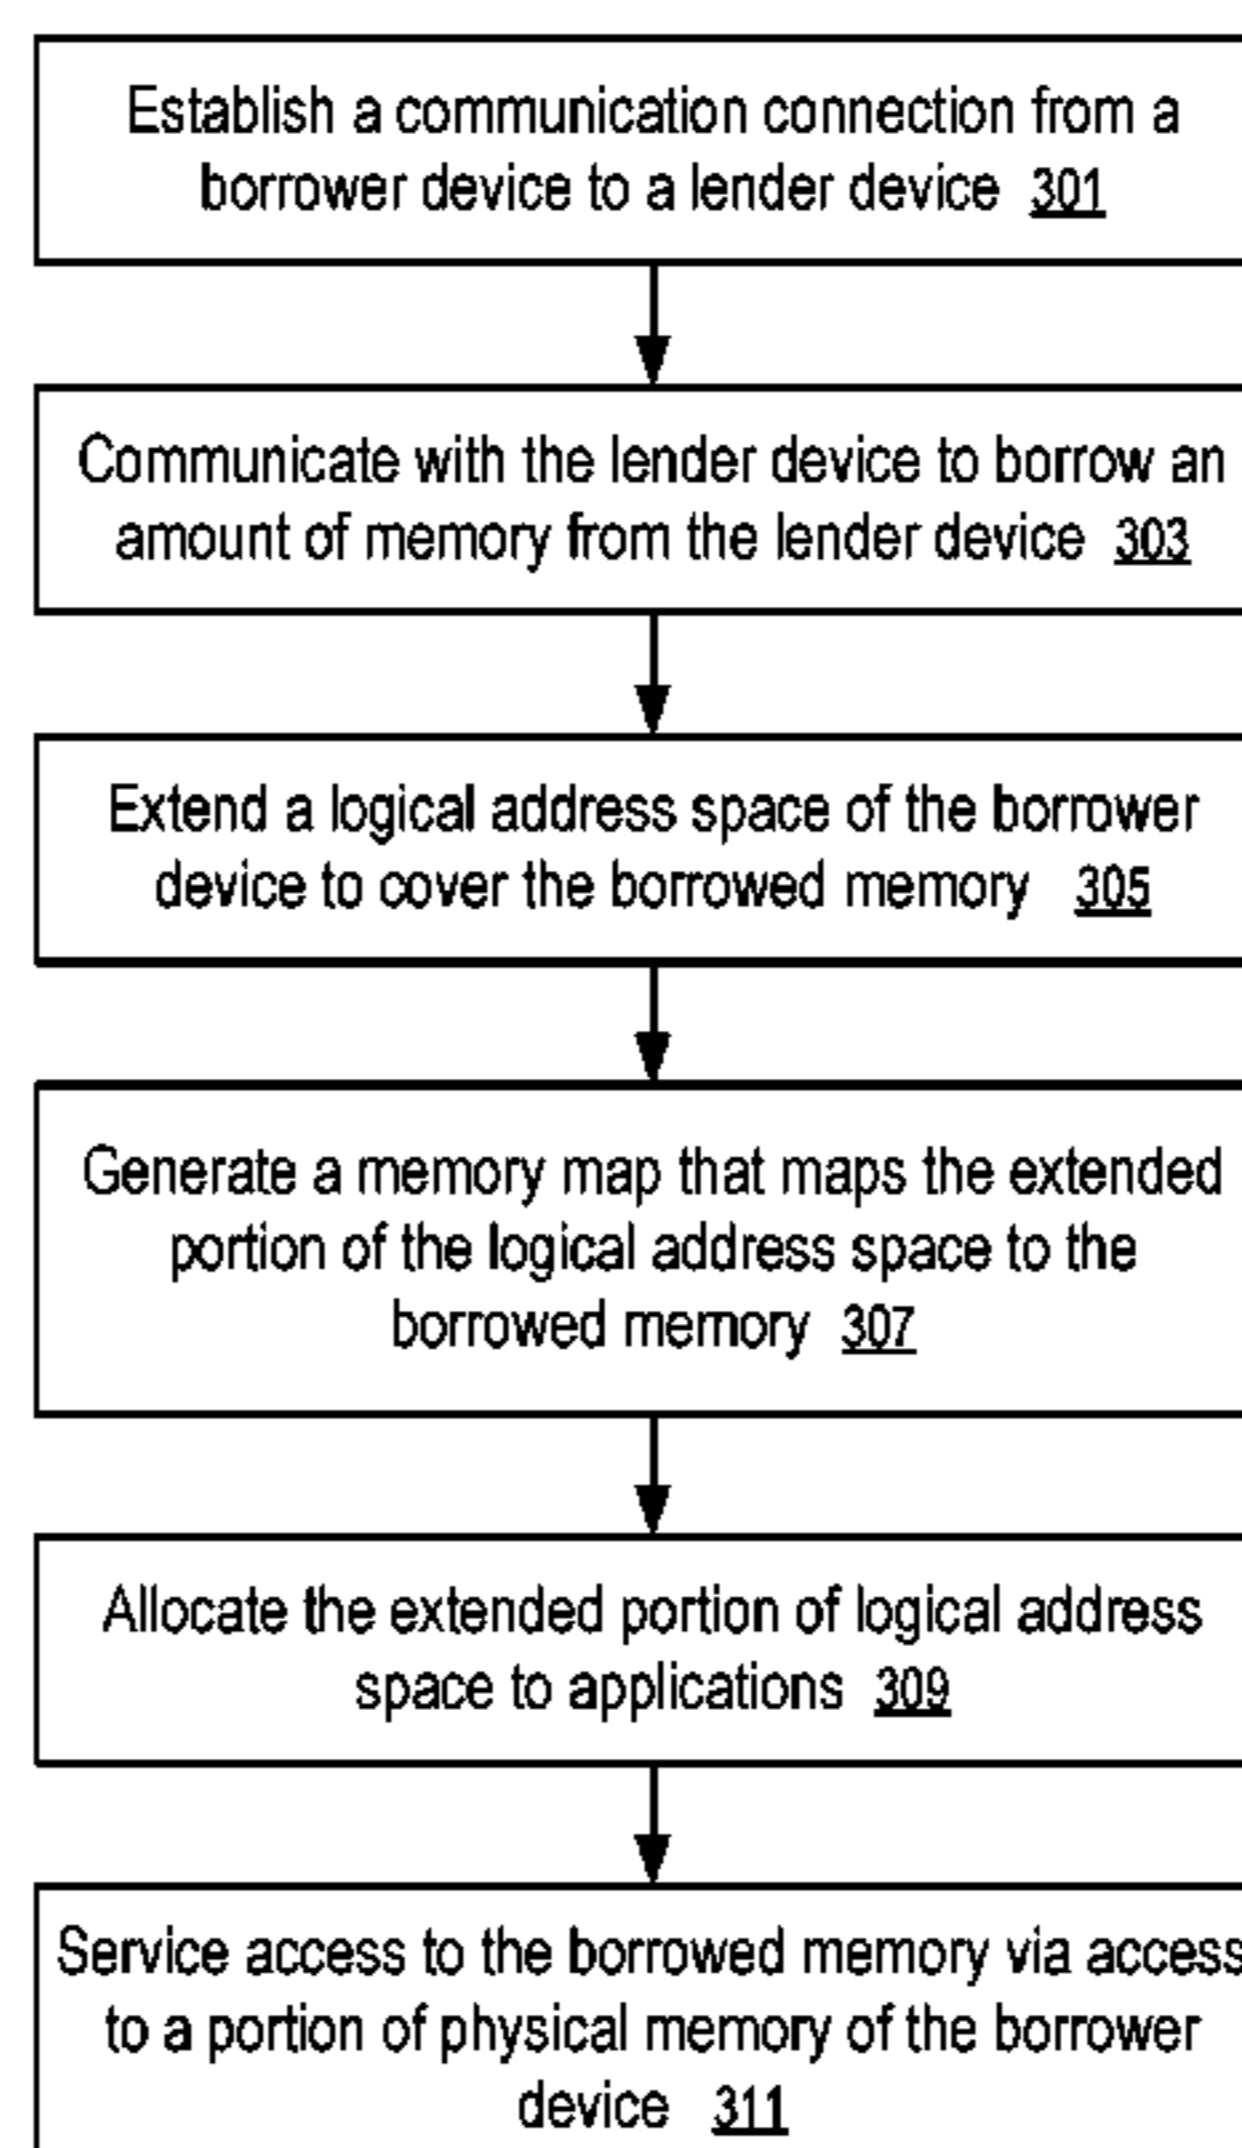 Establish a communication connection from a
borrower device to a lender device 301
Communicate with the lender device to borrow an
amount of memory from the lender device 303
Extend a logical address space of the borrower
device to cover the borrowed memory 305
Generate a memory map that maps the extended
portion of the logical address space to the
borrowed memory 307
Allocate the extended portion of logical address
space to applications 309
Service access to the borrowed memory via access
to a portion of physical memory of the borrower
device 311